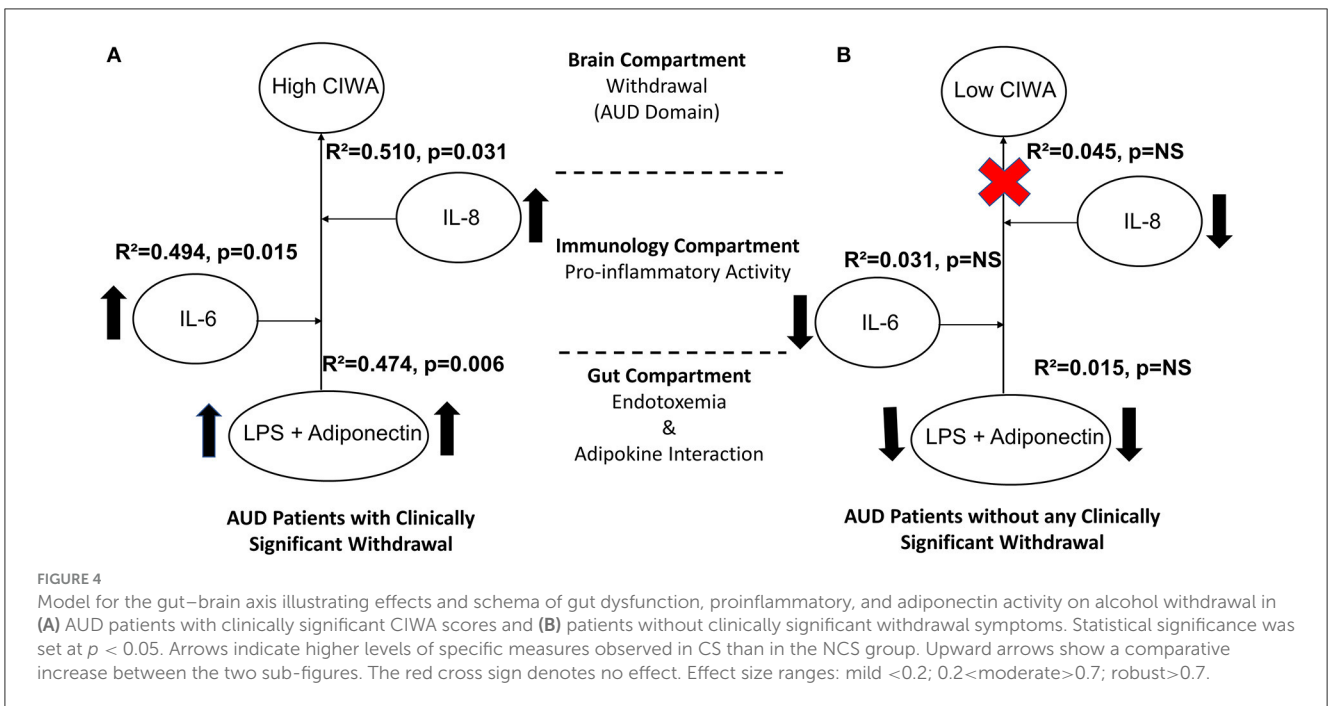 A
High CIWA
R²=0.510, p=0.031
IL-8
R²=0.494, p=0.015
IL-6
R²=0.474, p=0.006
LPS + Adiponectin
AUD Patients with Clinically
Significant Withdrawal
Brain Compartment
Withdrawal
(AUD Domain)
Immunology Compartment
Pro-inflammatory Activity
Gut Compartment
Endotoxemia
&
Adipokine Interaction
B
Low CIWA
R²=0.045, p=NS
IL-8
R²=0.031, p=NS
IL-6
R²=0.015, p=NS
LPS + Adiponectin
AUD Patients without any Clinically
Significant Withdrawal
FIGURE 4
Model for the gut–brain axis illustrating effects and schema of gut dysfunction, proinflammatory, and adiponectin activity on alcohol withdrawal in
(A) AUD patients with clinically significant CIWA scores and (B) patients without clinically significant withdrawal symptoms. Statistical significance was
set at p < 0.05. Arrows indicate higher levels of specific measures observed in CS than in the NCS group. Upward arrows show a comparative
increase between the two sub-figures. The red cross sign denotes no effect. Effect size ranges: mild <0.2; 0.2<moderate>0.7; robust>0.7.